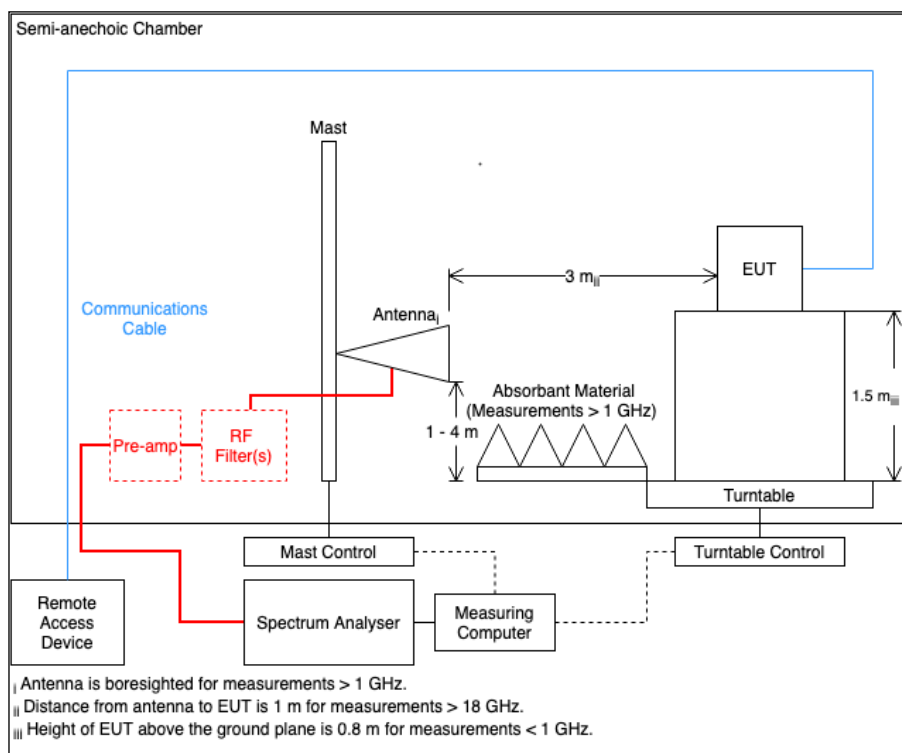 Semi-anechoic Chamber
Mast
EUT
3 mii
Communications
Cable
Antennai
Absorbant Material
(Measurements > 1 GHz)
1.5 miii
1 - 4 m
Pre-amp
RF
Filter(s)
Turntable
Mast Control
Turntable Control
Remote
Access
Device
Spectrum Analyser
Measuring
Computer
i Antenna is boresighted for measurements > 1 GHz.
ii Distance from antenna to EUT is 1 m for measurements > 18 GHz.
iii Height of EUT above the ground plane is 0.8 m for measurements < 1 GHz.